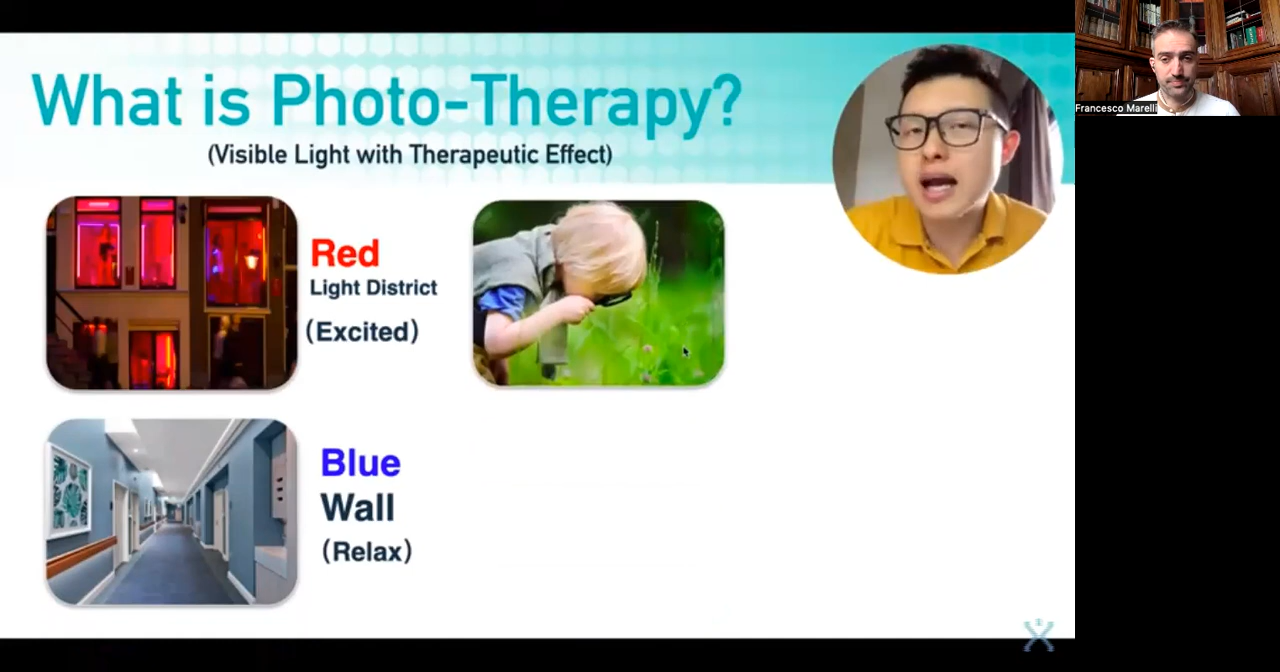 What is Photo-Therapy?
(Visible Light with Therapeutic Effect)
Francesco Marelli
Red
Light District
(Excited)
Blue
Wall
(Relax)